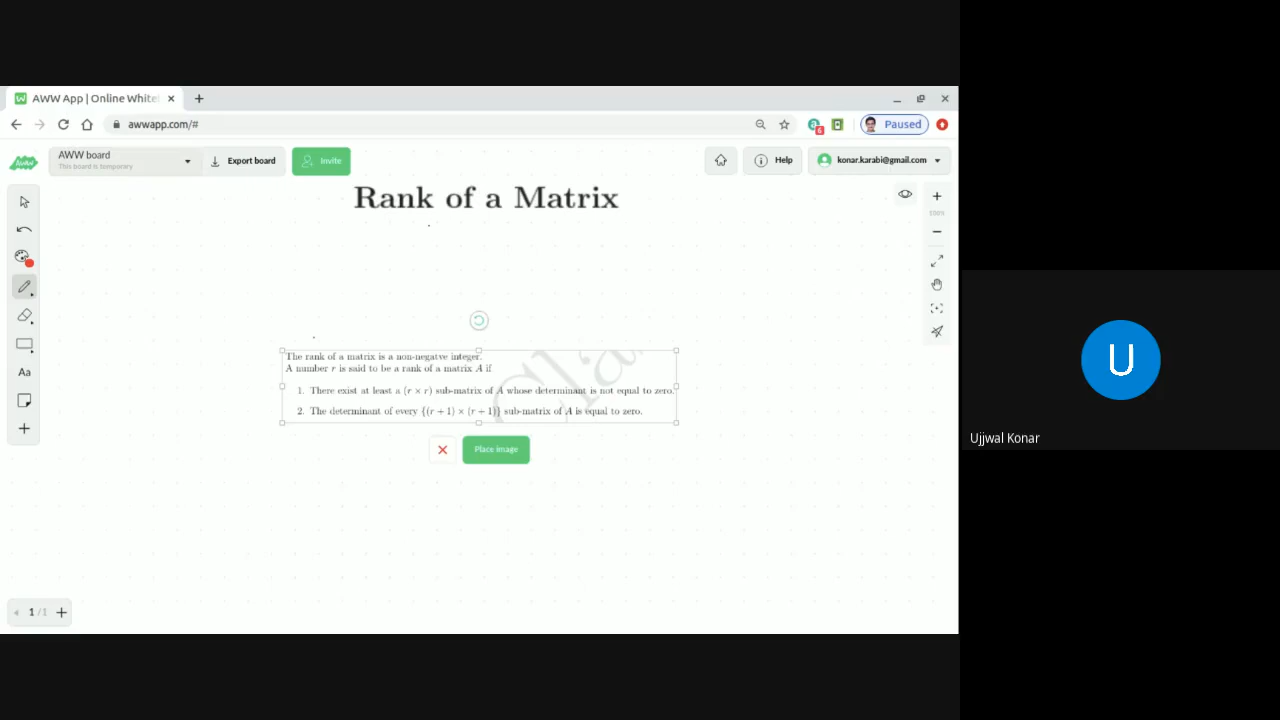 AWW App | Online White
awwapp.com/#
6
Paused
AWW
AWW board
This board is temporary
Export board
Invite
Help
konar.karabi@gmail.com
Rank of a Matrix
The rank of a matrix is a non-negatve integer.
A number r is said to be a rank of a matrix A if
1. There exist at least a (r × r) sub-matrix of A whose determinant is not equal to zero.
2. The determinant of every {(r + 1) × (r + 1)} sub-matrix of A is equal to zero.
Cla
Place image
Aa
1 / 1
U
Ujjwal Konar